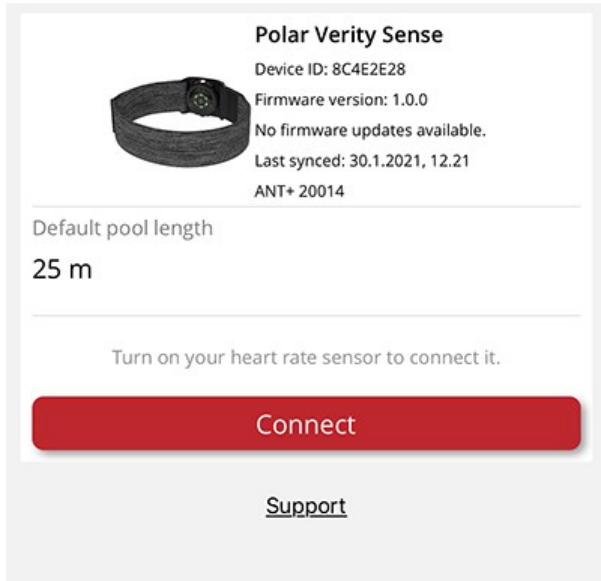 Polar Verity Sense
Device ID: 8C4E2E28
Firmware version: 1.0.0
No firmware updates available.
Last synced: 30.1.2021, 12.21
ANT+ 20014
Default pool length
25 m
Turn on your heart rate sensor to connect it.
Connect
Support